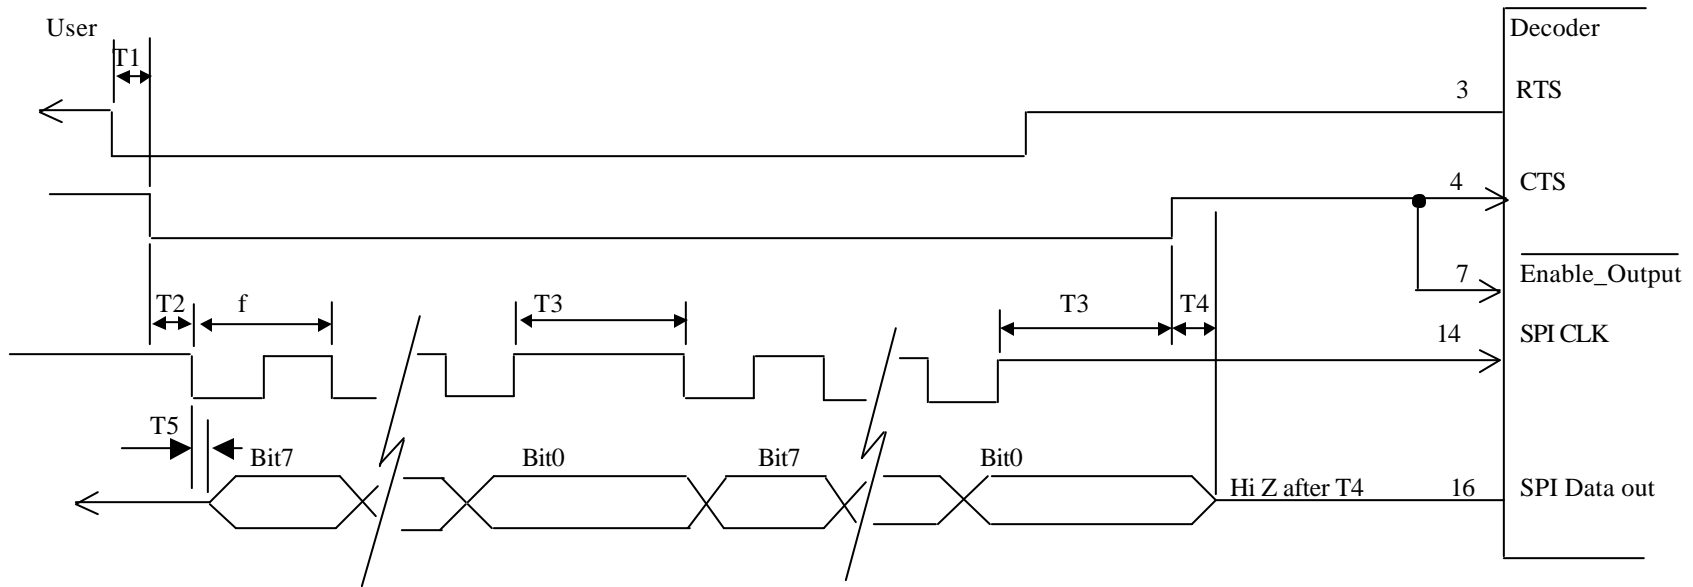 User
Decoder
T1
3 RTS
4 CTS
7 Enable_Output
T2 f T3 T3 T4
14 SPI CLK
T5
Bit7 Bit0 Bit7 Bit0
Hi Z after T4 16 SPI Data out